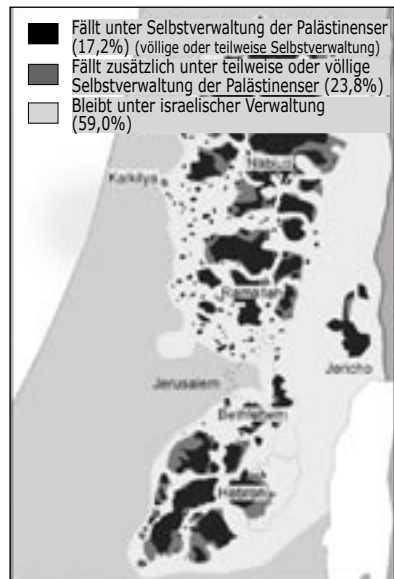 Fällt unter Selbstverwaltung der Palästinenser
(17,2%) (völlige oder teilweise Selbstverwaltung)
Fällt zusätzlich unter teilweise oder völlige
Selbstverwaltung der Palästinenser (23,8%)
Bleibt unter israelischer Verwaltung
(59,0%)
Nablus
Kalkilya
Ramallah
Jericho
Jerusalem
Bethlehem
Hebron